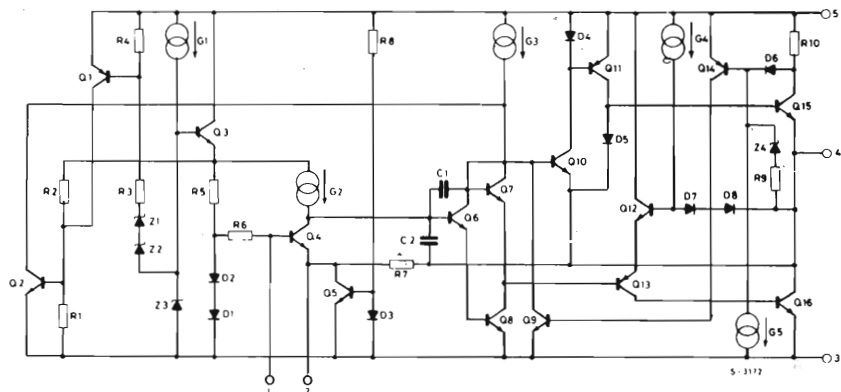 R4
G1
R8
G3
D4
G4
5
R10
Q1
Q11
Q14
D6
Q3
Q15
D5
Z4
4
R2
R3
R5
G2
C1
Q7
Q10
R9
Z1
R6
Q6
Q12
D7
D8
Q4
C2
Z2
R7
Q2
D2
Q13
Z3
Q5
Q16
R1
D1
D3
Q8
Q9
G5
3
S-3172
1
2